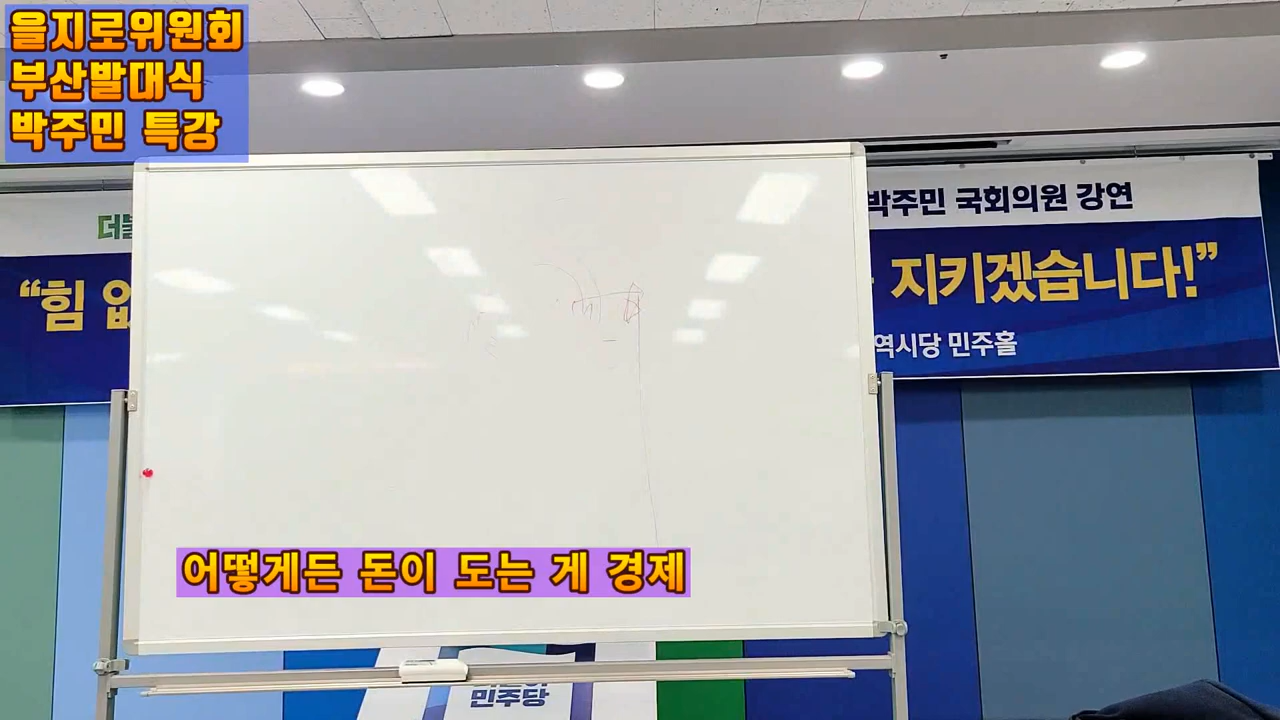 을지로위원회
부산발대식
박주민 특강
박주민 국회의원 강연
“힘
지키겠습니다!”
역시당 민주홀
어떻게든 돈이 도는 게 경제
민주당